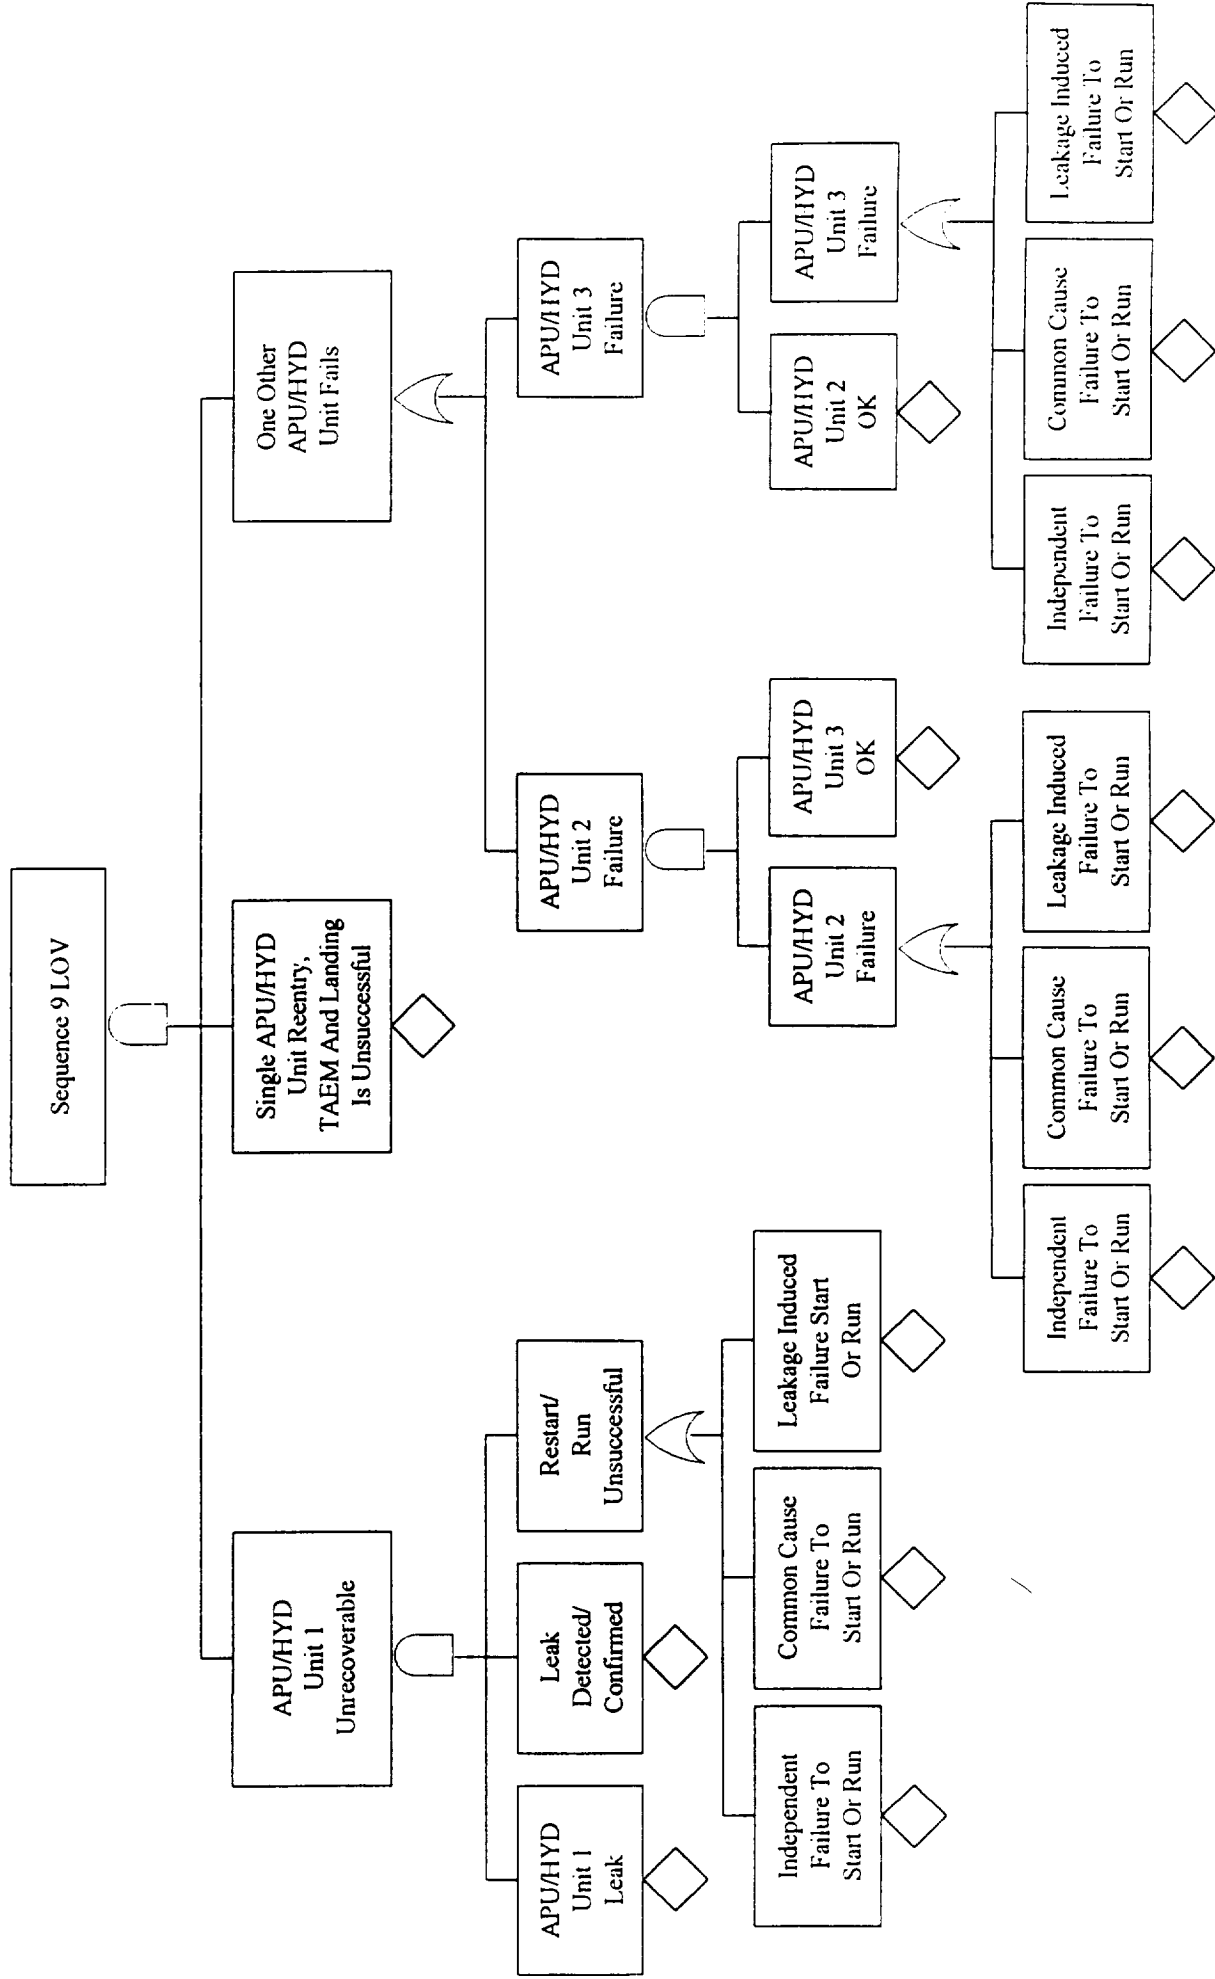 Sequence 9 LOV
APU/HYD
Unit 1
Unrecoverable
Single APU/HYD
Unit Reentry,
TAEM And Landing
Is Unsuccessful
One Other
APU/HYD
Unit Fails
APU/HYD
Unit 1
Leak
Leak
Detected/
Confirmed
Restart/
Run
Unsuccessful
APU/HYD
Unit 2
Failure
APU/HYD
Unit 3
Failure
Independent
Failure To
Start Or Run
Common Cause
Failure To
Start Or Run
Leakage Induced
Failure Start
Or Run
APU/HYD
Unit 2
Failure
APU/HYD
Unit 3
OK
APU/HYD
Unit 2
OK
APU/HYD
Unit 3
Failure
Independent
Failure To
Start Or Run
Common Cause
Failure To
Start Or Run
Leakage Induced
Failure To
Start Or Run
Independent
Failure To
Start Or Run
Common Cause
Failure To
Start Or Run
Leakage Induced
Failure To
Start Or Run